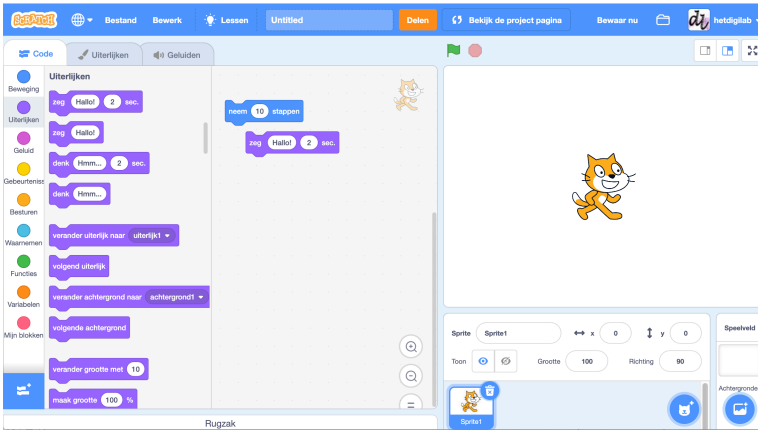 SCRATCH Bestand Bewerk Lessen Untitled Delen Bekijk de project pagina Bewaar nu hetdigilab
Code Uiterlijken Geluiden
Beweging
Uiterlijken
Geluid
Gebeurteniss
Besturen
Waarnemen
Functies
Variabelen
Mijn blokken
Uiterlijken
zeg Hallo! 2 sec.
zeg Hallo!
denk Hmm... 2 sec.
denk Hmm...
verander uiterlijk naar uiterlijk1
volgend uiterlijk
verander achtergrond naar achtergrond1
volgende achtergrond
verander grootte met 10
maak grootte 100 %
neem 10 stappen
zeg Hallo! 2 sec.
Rugzak
Sprite Sprite1 x 0 y 0
Toon Grootte 100 Richting 90
Sprite1
Speelveld
Achtergronde